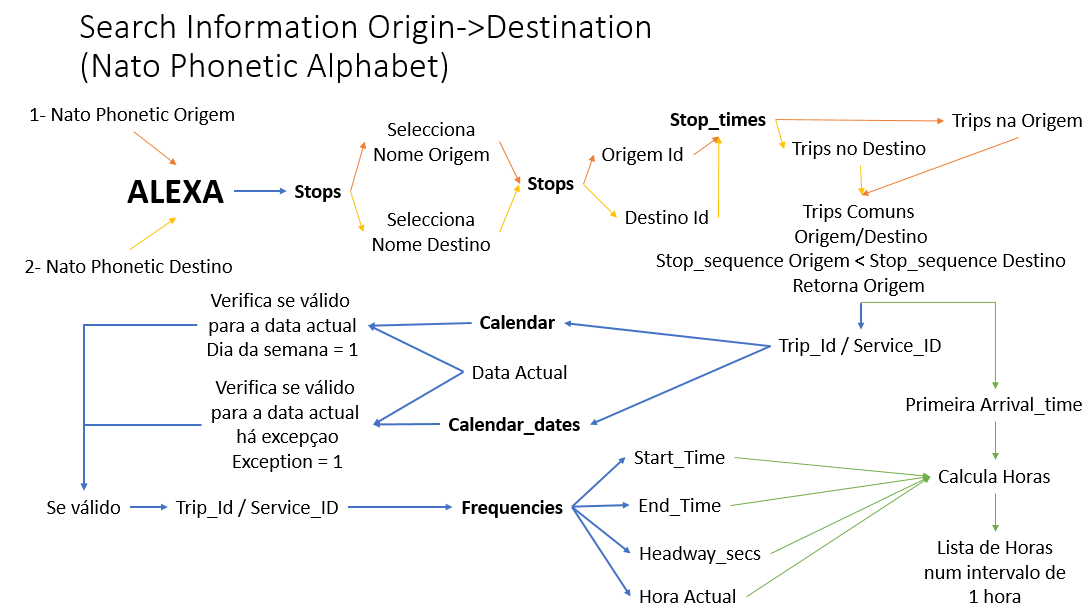 Search Information Origin->Destination
(Nato Phonetic Alphabet)
1- Nato Phonetic Origem
ALEXA
2- Nato Phonetic Destino
Stops
Selecciona
Nome Origem
Selecciona
Nome Destino
Stops
Origem Id
Destino Id
Stop_times
Trips na Origem
Trips no Destino
Trips Comuns
Origem/Destino
Stop_sequence Origem < Stop_sequence Destino
Retorna Origem
Trip_Id / Service_ID
Calendar
Data Actual
Calendar_dates
Verifica se válido
para a data actual
Dia da semana = 1
Verifica se válido
para a data actual
há excepçao
Exception = 1
Se válido
Trip_Id / Service_ID
Frequencies
Start_Time
End_Time
Headway_secs
Hora Actual
Primeira Arrival_time
Calcula Horas
Lista de Horas
num intervalo de
1 hora